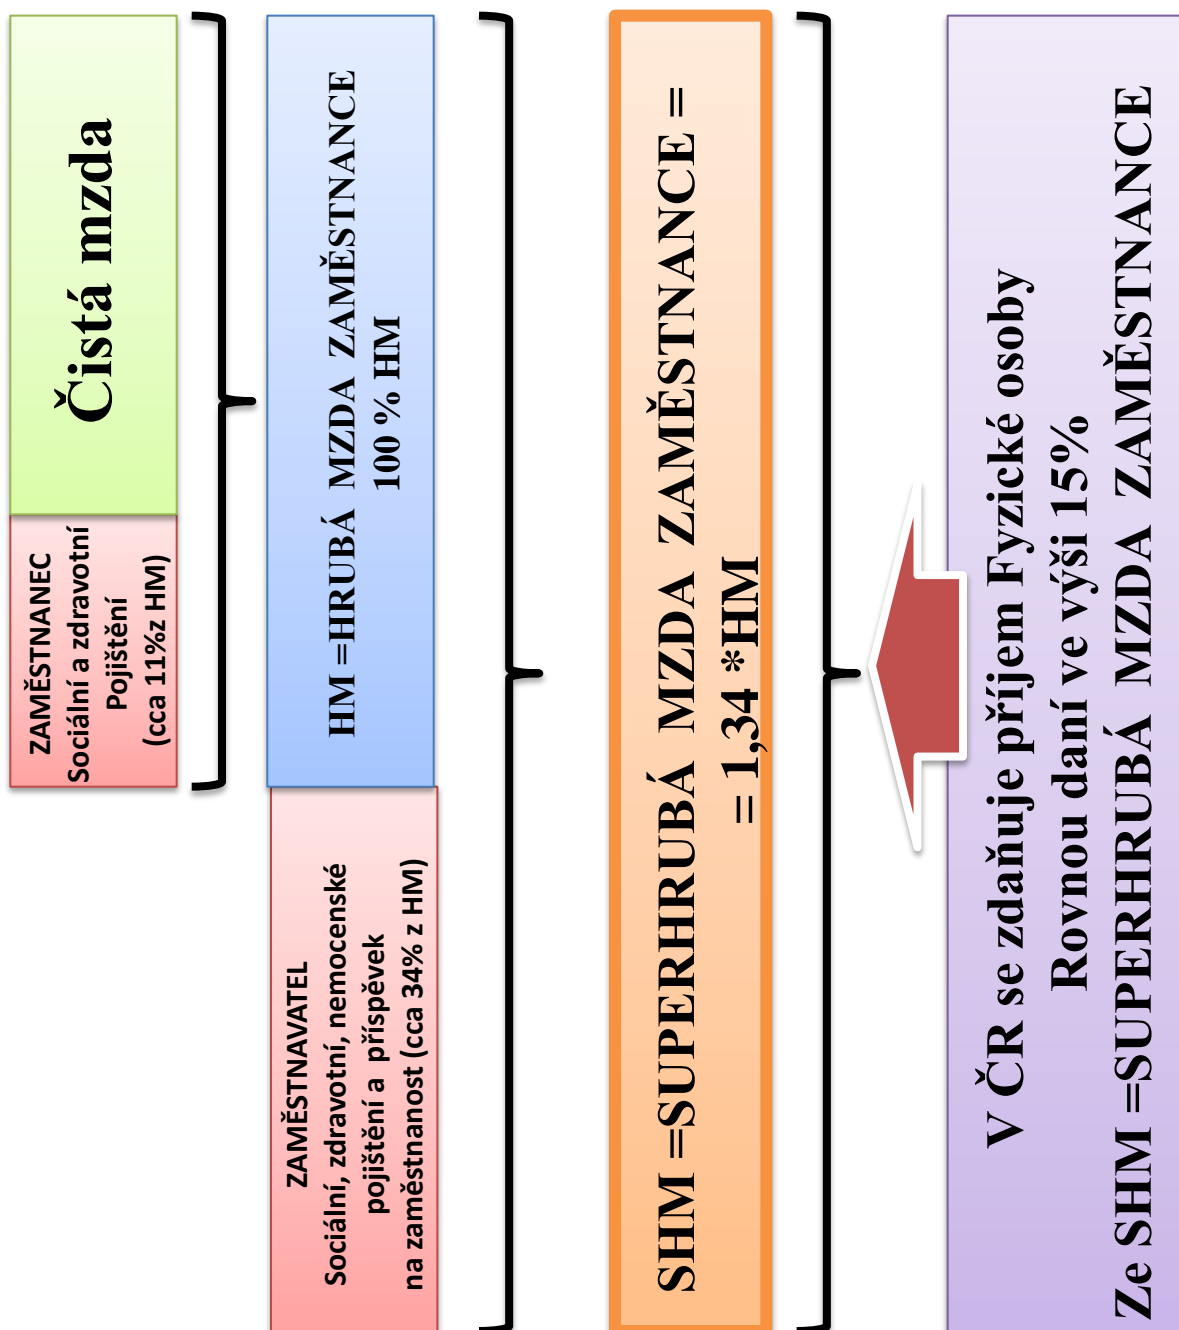 Čistá mzda
ZAMĚSTNANEC
Sociální a zdravotní
Pojištění
(cca 11%z HM)
HM =HRUBÁ MZDA ZAMĚSTNANCE
100 % HM
ZAMĚSTNAVATEL
Sociální, zdravotní, nemocenské
pojištění a příspěvek
na zaměstnanost (cca 34% z HM)
SHM =SUPERHRUBÁ MZDA ZAMĚSTNANCE =
= 1,34 *HM
V ČR se zdaňuje příjem Fyzické osoby
Rovnou daní ve výši 15%
Ze SHM =SUPERHRUBÁ MZDA ZAMĚSTNANCE